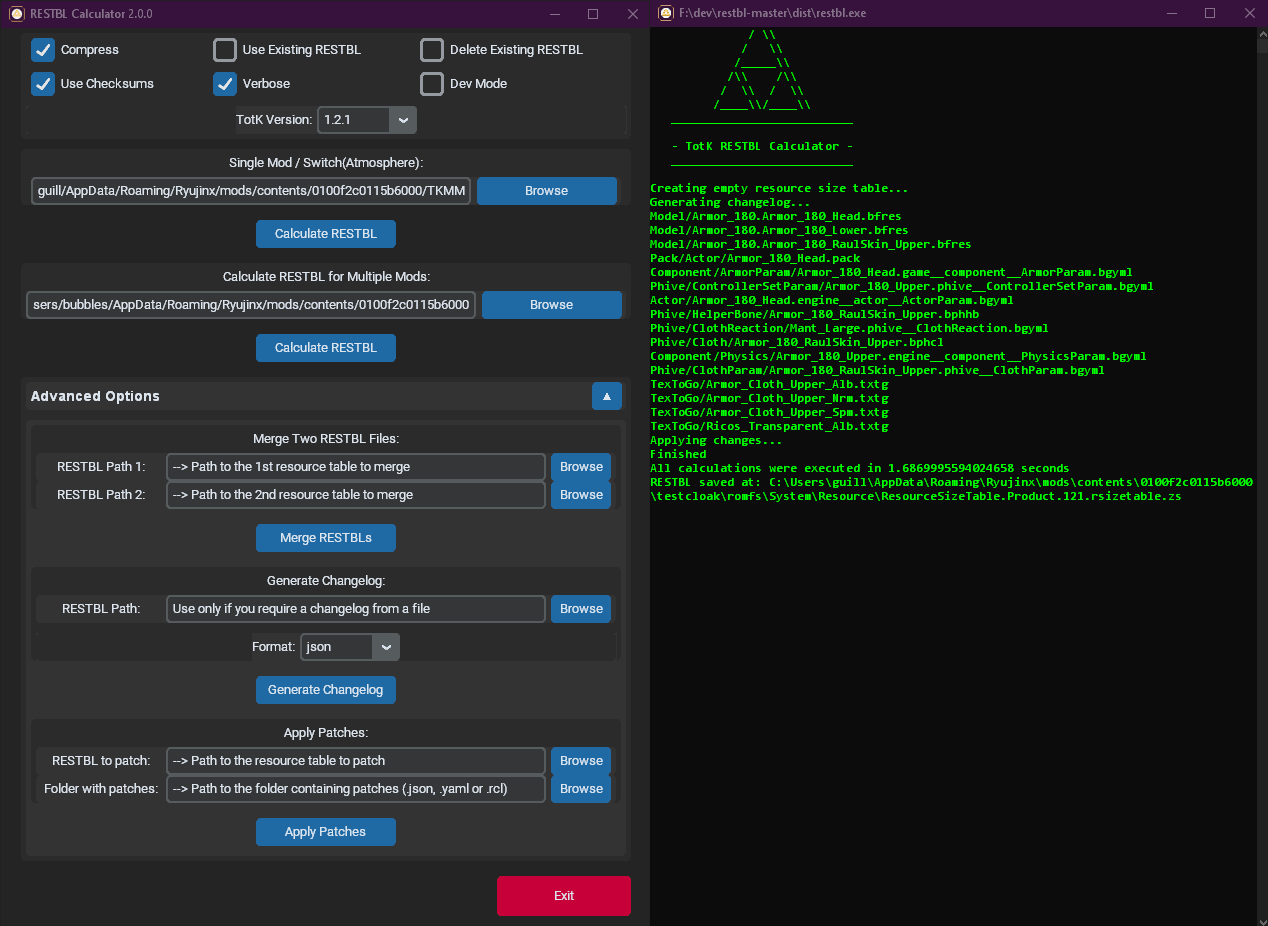 RESTBL Calculator 2.0.0
Compress
Use Existing RESTBL
Delete Existing RESTBL
Use Checksums
Verbose
Dev Mode
TotK Version: 1.2.1
Single Mod / Switch(Atmosphere):
guill/AppData/Roaming/Ryujinx/mods/contents/0100f2c0115b6000/TKMM
Browse
Calculate RESTBL
Calculate RESTBL for Multiple Mods:
sers/bubbles/AppData/Roaming/Ryujinx/mods/contents/0100f2c0115b6000
Browse
Calculate RESTBL
Advanced Options
Merge Two RESTBL Files:
RESTBL Path 1: --> Path to the 1st resource table to merge Browse
RESTBL Path 2: --> Path to the 2nd resource table to merge Browse
Merge RESTBLs
Generate Changelog:
RESTBL Path: Use only if you require a changelog from a file Browse
Format: json
Generate Changelog
Apply Patches:
RESTBL to patch: --> Path to the resource table to patch Browse
Folder with patches: --> Path to the folder containing patches (.json, .yaml or .rcl) Browse
Apply Patches
Exit
F:\dev\restbl-master\dist\restbl.exe
- TotK RESTBL Calculator -
Creating empty resource size table...
Generating changelog...
Model/Armor_180.Armor_180_Head.bfres
Model/Armor_180.Armor_180_Lower.bfres
Model/Armor_180.Armor_180_RaulSkin_Upper.bfres
Pack/Actor/Armor_180_Head.pack
Component/ArmorParam/Armor_180_Head.game__component__ArmorParam.bgyml
Phive/ControllerSetParam/Armor_180_Upper.phive__ControllerSetParam.bgyml
Actor/Armor_180_Head.engine__actor__ActorParam.bgyml
Phive/HelperBone/Armor_180_RaulSkin_Upper.bphhb
Phive/ClothReaction/Mant_Large.phive__ClothReaction.bgyml
Phive/Cloth/Armor_180_RaulSkin_Upper.bphcl
Component/Physics/Armor_180_Upper.engine__component__PhysicsParam.bgyml
Phive/ClothParam/Armor_180_RaulSkin_Upper.phive__ClothParam.bgyml
TexToGo/Armor_Cloth_Upper_Alb.txtg
TexToGo/Armor_Cloth_Upper_Nrm.txtg
TexToGo/Armor_Cloth_Upper_Spm.txtg
TexToGo/Ricos_Transparent_Alb.txtg
Applying changes...
Finished
All calculations were executed in 1.6869995594024658 seconds
RESTBL saved at: C:\Users\guill\AppData\Roaming\Ryujinx\mods\contents\0100f2c0115b6000
\testcloak\romfs\System\Resource\ResourceSizeTable.Product.121.rsizetable.zs